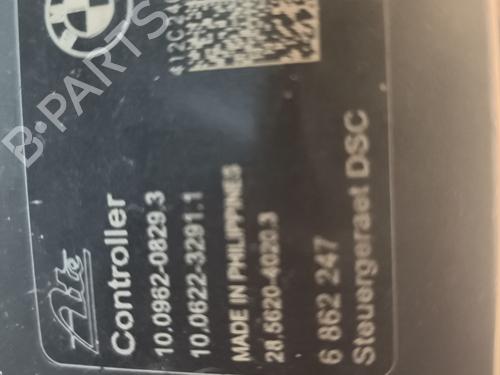 B-PARTS
412C24
Ate
Controller
10.0962-0829.3
10.0622-3291.1
MADE IN PHILIPPINES
28.5620-4020.3
6 862 247
Steuergeraet DSC